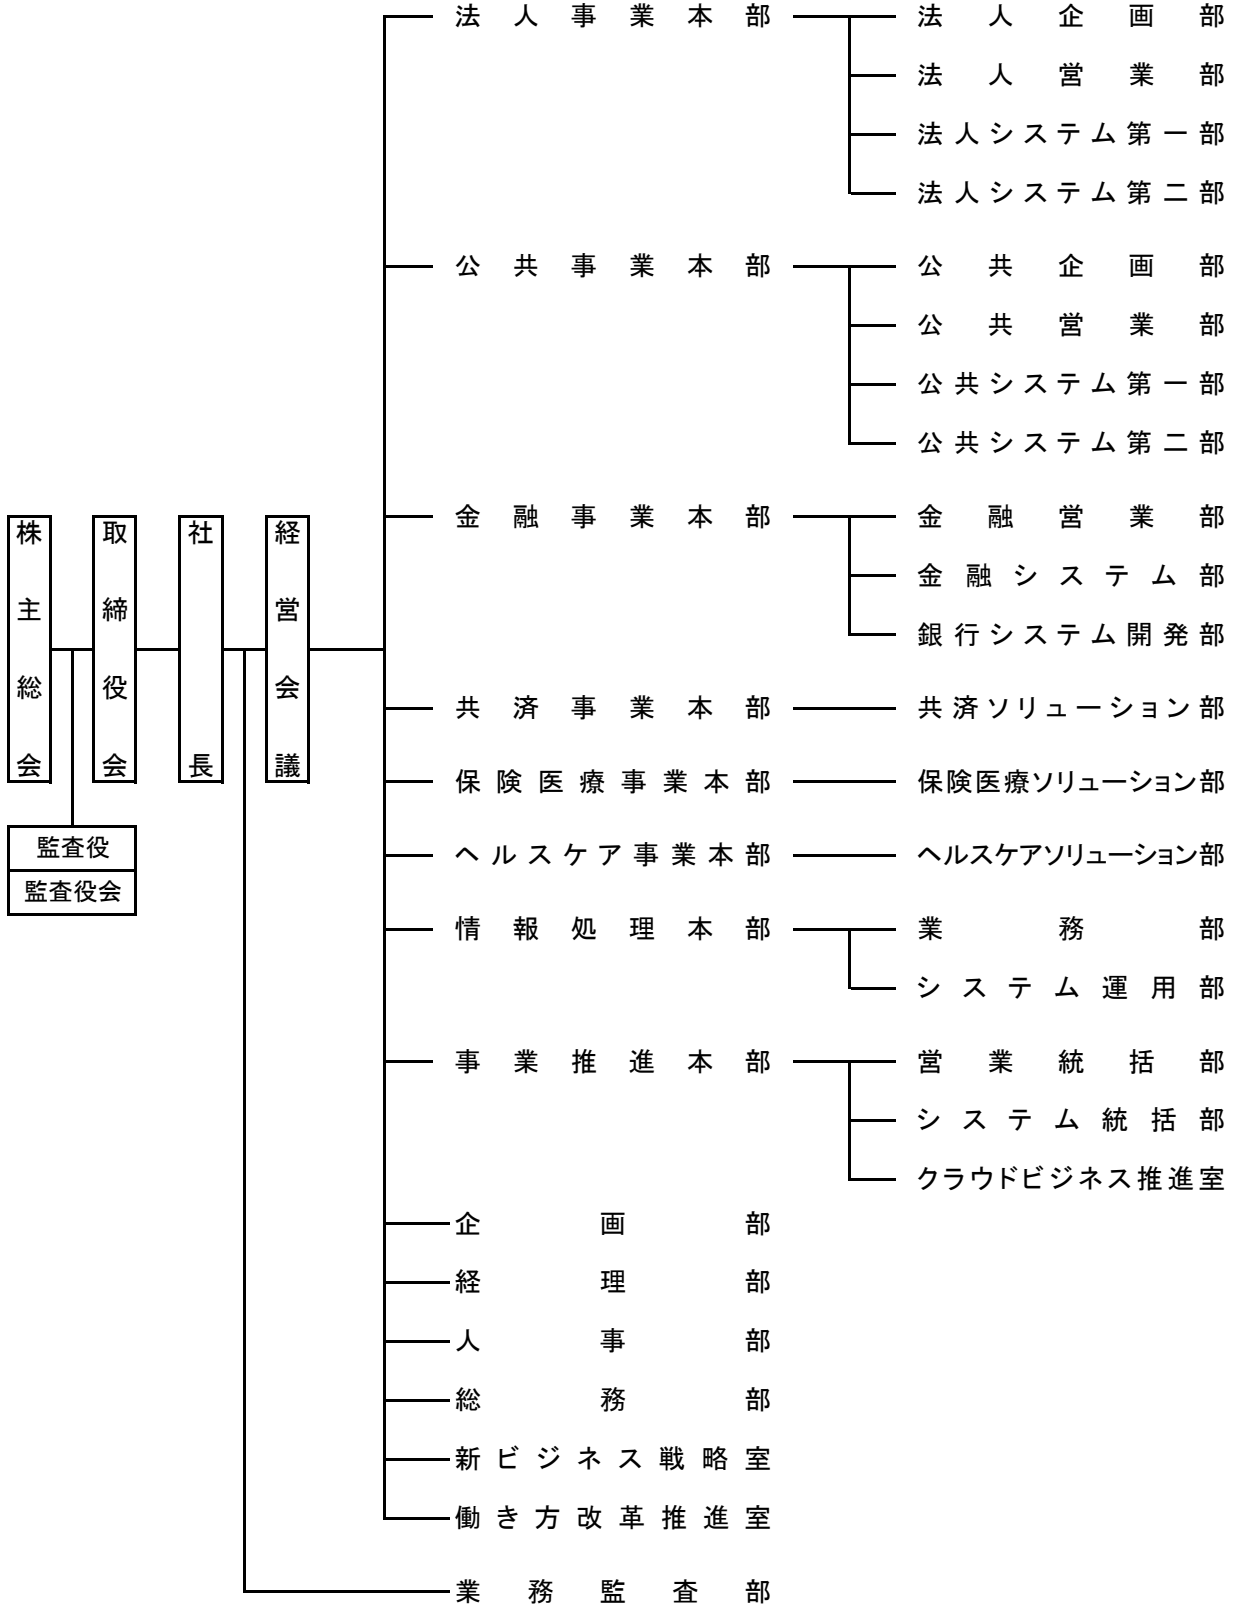 株主総会
取締役会
社長
経営会議
監査役
監査役会
法人事業本部
法人企画部
法人営業部
法人システム第一部
法人システム第二部
公共事業本部
公共企画部
公共営業部
公共システム第一部
公共システム第二部
金融事業本部
金融営業部
金融システム部
銀行システム開発部
共済事業本部
共済ソリューション部
保険医療事業本部
保険医療ソリューション部
ヘルスケア事業本部
ヘルスケアソリューション部
情報処理本部
業務部
システム運用部
事業推進本部
営業統括部
システム統括部
クラウドビジネス推進室
企画部
経理部
人事部
総務部
新ビジネス戦略室
働き方改革推進室
業務監査部